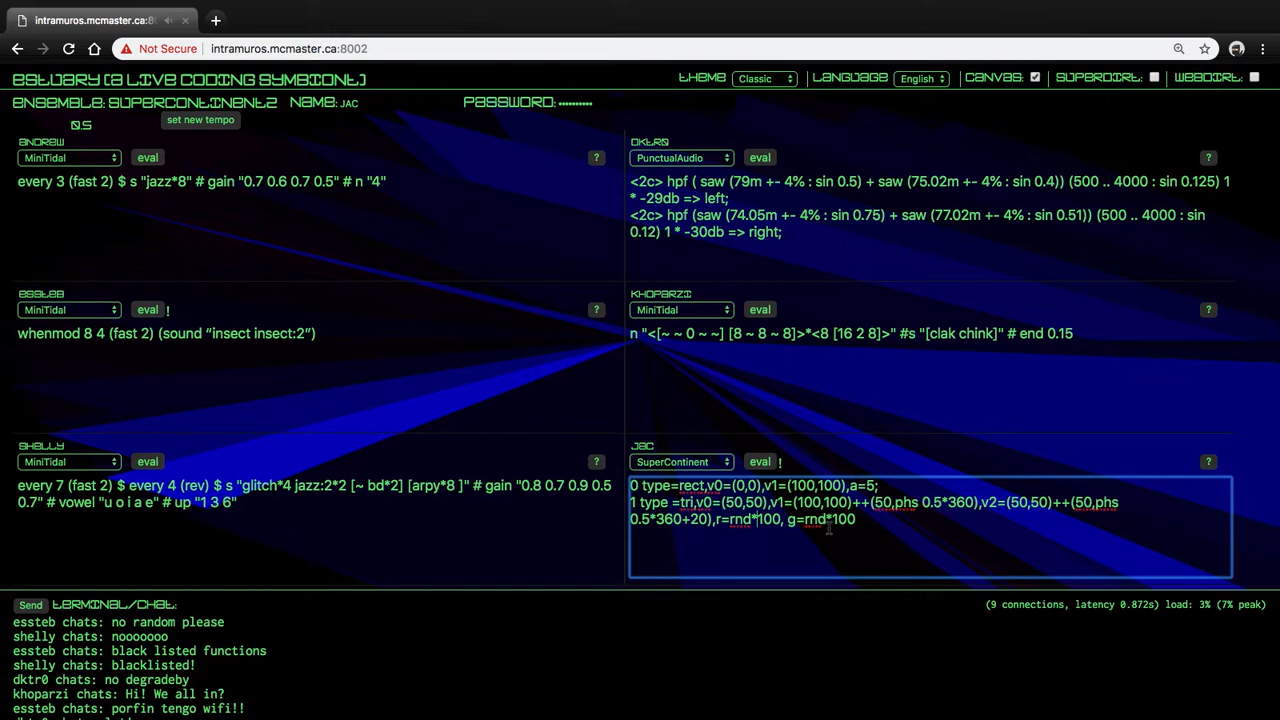 intramuros.mcmaster.ca:8
Not Secure intramuros.mcmaster.ca:8002
Estuary (a live coding symbiont)
Theme Classic Language English Canvas: SuperDirt: WebDirt:
Ensemble: supercontinent2 Name: JAC Password: ••••••••••
0.5 set new tempo
andrew
MiniTidal eval ?
every 3 (fast 2) $ s "jazz*8" # gain "0.7 0.6 0.7 0.5" # n "4"
dktr0
PunctualAudio eval ?
<2c> hpf ( saw (79m +- 4% : sin 0.5) + saw (75.02m +- 4% : sin 0.4)) (500 .. 4000 : sin 0.125) 1
* -29db => left;
<2c> hpf (saw (74.05m +- 4% : sin 0.75) + saw (77.02m +- 4% : sin 0.51)) (500 .. 4000 : sin
0.12) 1 * -30db => right;
essteb
MiniTidal eval ! ?
whenmod 8 4 (fast 2) (sound “insect insect:2”)
khoparzi
MiniTidal eval ?
n "<[~ ~ 0 ~ ~] [8 ~ 8 ~ 8]>*<8 [16 2 8]>" #s "[clak chink]" # end 0.15
shelly
MiniTidal eval ?
every 7 (fast 2) $ every 4 (rev) $ s "glitch*4 jazz:2*2 [~ bd*2] [arpy*8 ]" # gain "0.8 0.7 0.9 0.5
0.7" # vowel "u o i a e" # up "1 3 6"
jac
SuperContinent eval ! ?
0 type=rect,v0=(0,0),v1=(100,100),a=5;
1 type =tri,v0=(50,50),v1=(100,100)++(50,phs 0.5*360),v2=(50,50)++(50,phs
0.5*360+20),r=rnd*100, g=rnd*100
Send Terminal/Chat: (9 connections, latency 0.872s) load: 3% (7% peak)
essteb chats: no random please
shelly chats: nooooooo
essteb chats: black listed functions
shelly chats: blacklisted!
dktr0 chats: no degradeby
khoparzi chats: Hi! We all in?
essteb chats: porfin tengo wifi!!